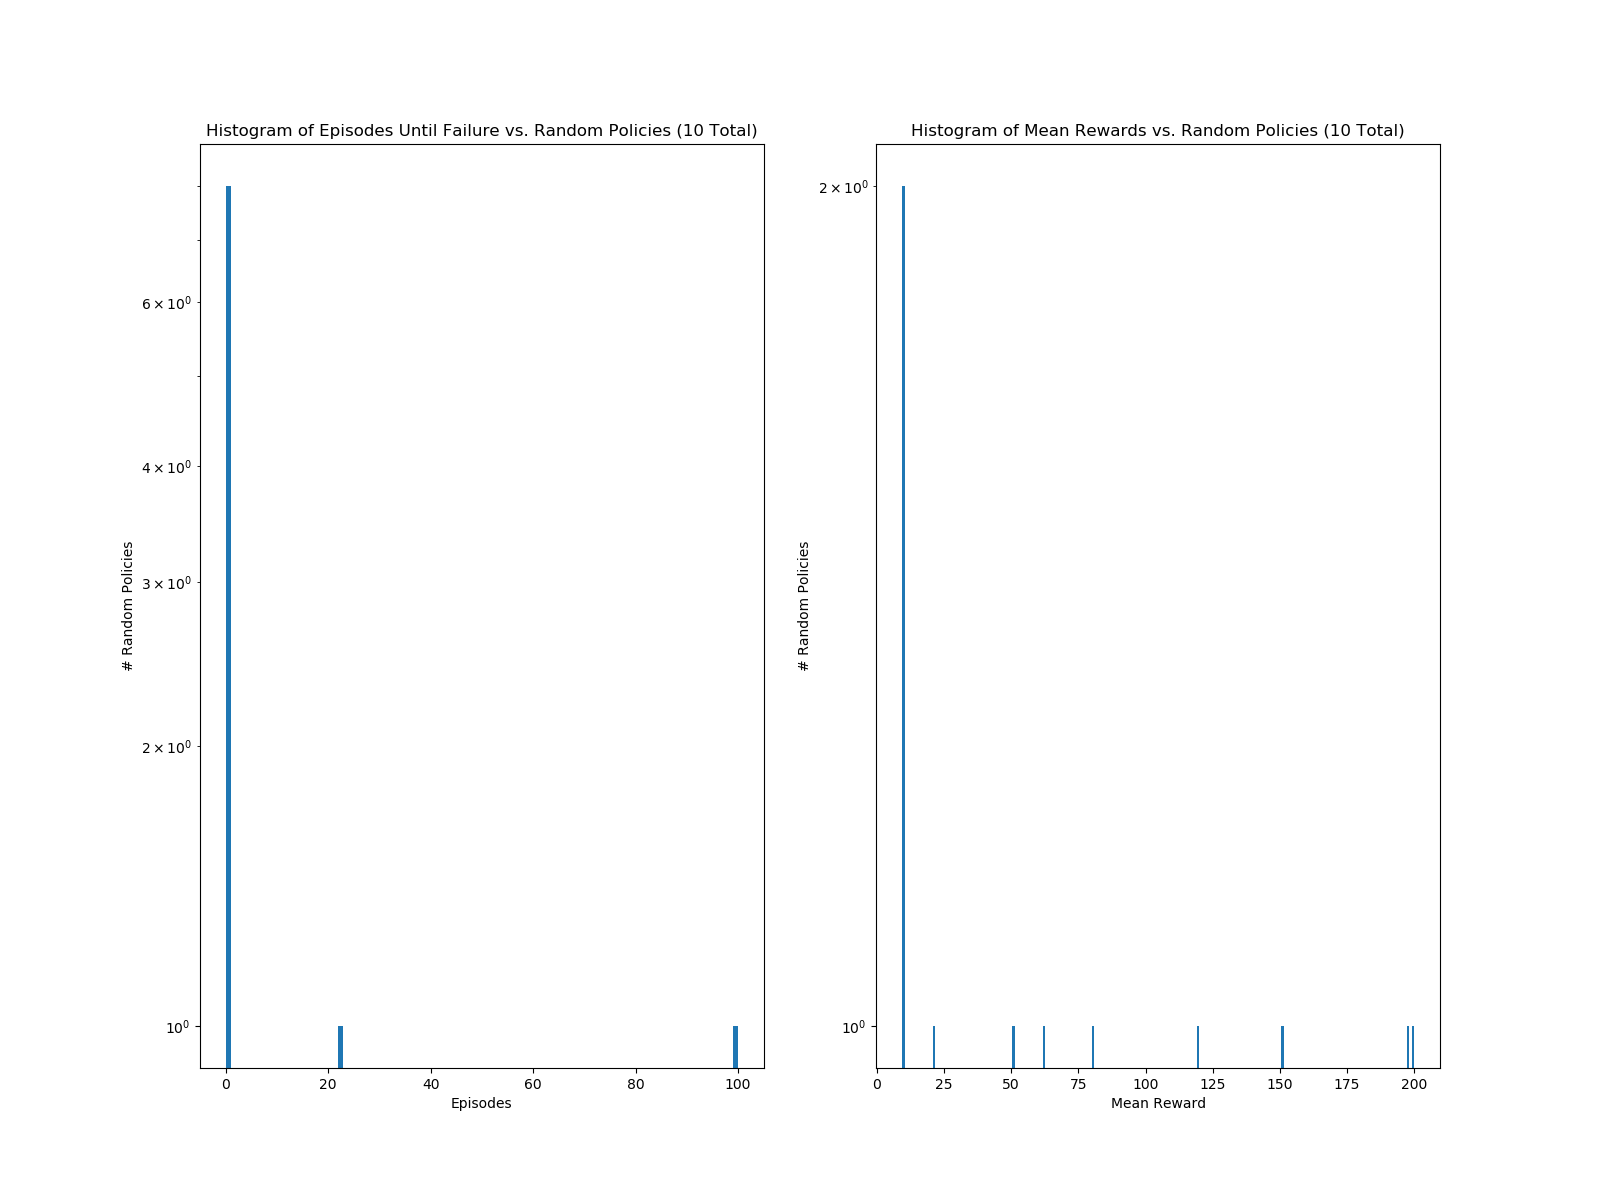 Histogram of Episodes Until Failure vs. Random Policies (10 Total)
# Random Policies
6 × 10⁰
4 × 10⁰
3 × 10⁰
2 × 10⁰
10⁰
0 20 40 60 80 100
Episodes
Histogram of Mean Rewards vs. Random Policies (10 Total)
# Random Policies
2 × 10⁰
10⁰
0 25 50 75 100 125 150 175 200
Mean Reward